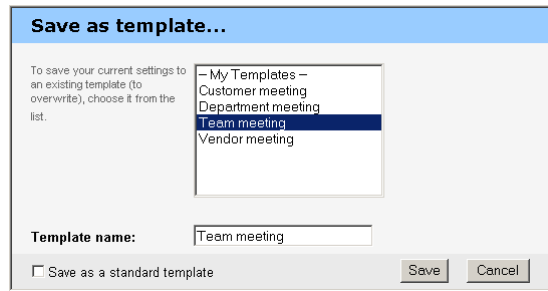 Save as template...
To save your current settings to
an existing template (to
overwrite), choose it from the
list.
– My Templates –
Customer meeting
Department meeting
Team meeting
Vendor meeting
Template name:
Team meeting
Save as a standard template
Save
Cancel